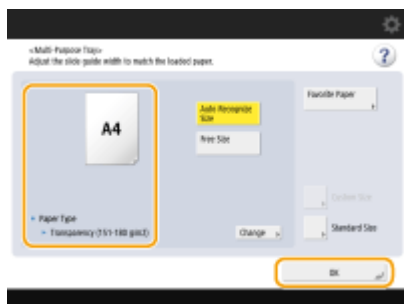 <Multi-Purpose Tray>
Adjust the slide guide width to match the loaded paper.
?
A4
Auto Recognize
Size
Free Size
Favorite Paper
Custom Size
Standard Size
Paper Type
Transparency (151-180 g/m2)
Change
OK